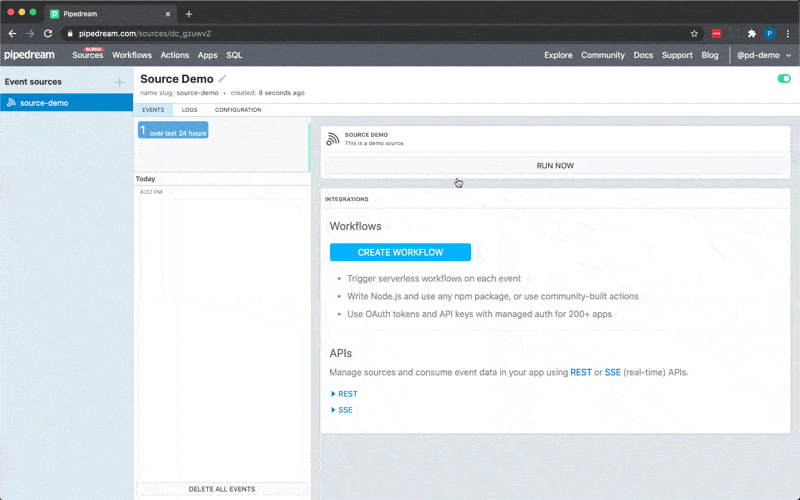 Pipedream
pipedream.com/sources/dc_gzuwvZ
P
pipedream
Sources
ALPHA
Workflows
Actions
Apps
SQL
Explore
Community
Docs
Support
Blog
@pd-demo
Event sources
source-demo
Source Demo
name slug: source-demo • created: 8 seconds ago
EVENTS
LOGS
CONFIGURATION
1 over last 24 hours
Today
4:02 PM
DELETE ALL EVENTS
SOURCE DEMO
This is a demo source
RUN NOW
INTEGRATIONS
Workflows
CREATE WORKFLOW
• Trigger serverless workflows on each event
• Write Node.js and use any npm package, or use community-built actions
• Use OAuth tokens and API keys with managed auth for 200+ apps
APIs
Manage sources and consume event data in your app using REST or SSE (real-time) APIs.
REST
SSE